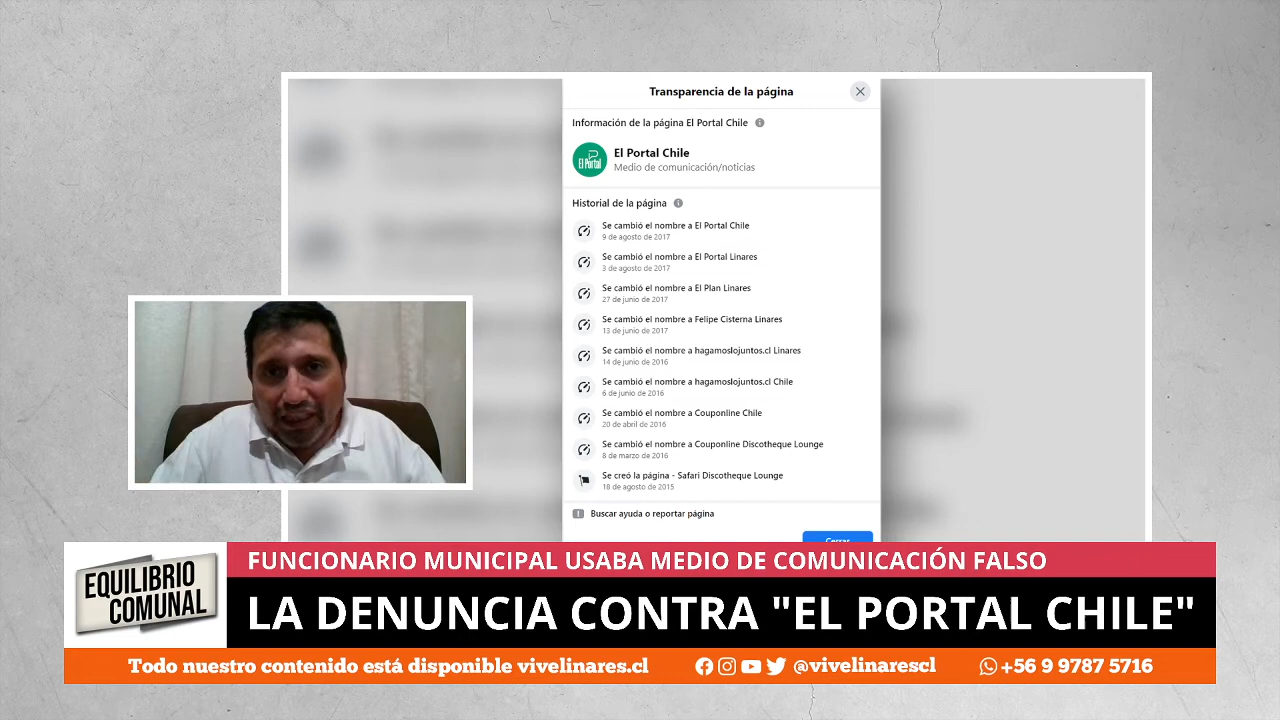 Transparencia de la página
Información de la página El Portal Chile
El Portal
El Portal Chile
Medio de comunicación/noticias
Historial de la página
Se cambió el nombre a El Portal Chile
9 de agosto de 2017
Se cambió el nombre a El Portal Linares
3 de agosto de 2017
Se cambió el nombre a El Plan Linares
27 de junio de 2017
Se cambió el nombre a Felipe Cisterna Linares
13 de junio de 2017
Se cambió el nombre a hagamoslojuntos.cl Linares
14 de junio de 2016
Se cambió el nombre a hagamoslojuntos.cl Chile
6 de junio de 2016
Se cambió el nombre a Couponline Chile
20 de abril de 2016
Se cambió el nombre a Couponline Discotheque Lounge
8 de marzo de 2016
Se creó la página - Safari Discotheque Lounge
18 de agosto de 2015
Buscar ayuda o reportar página
Cerrar
EQUILIBRIO
COMUNAL
FUNCIONARIO MUNICIPAL USABA MEDIO DE COMUNICACIÓN FALSO
LA DENUNCIA CONTRA "EL PORTAL CHILE"
Todo nuestro contenido está disponible vivelinares.cl
@vivelinarescl
+56 9 9787 5716